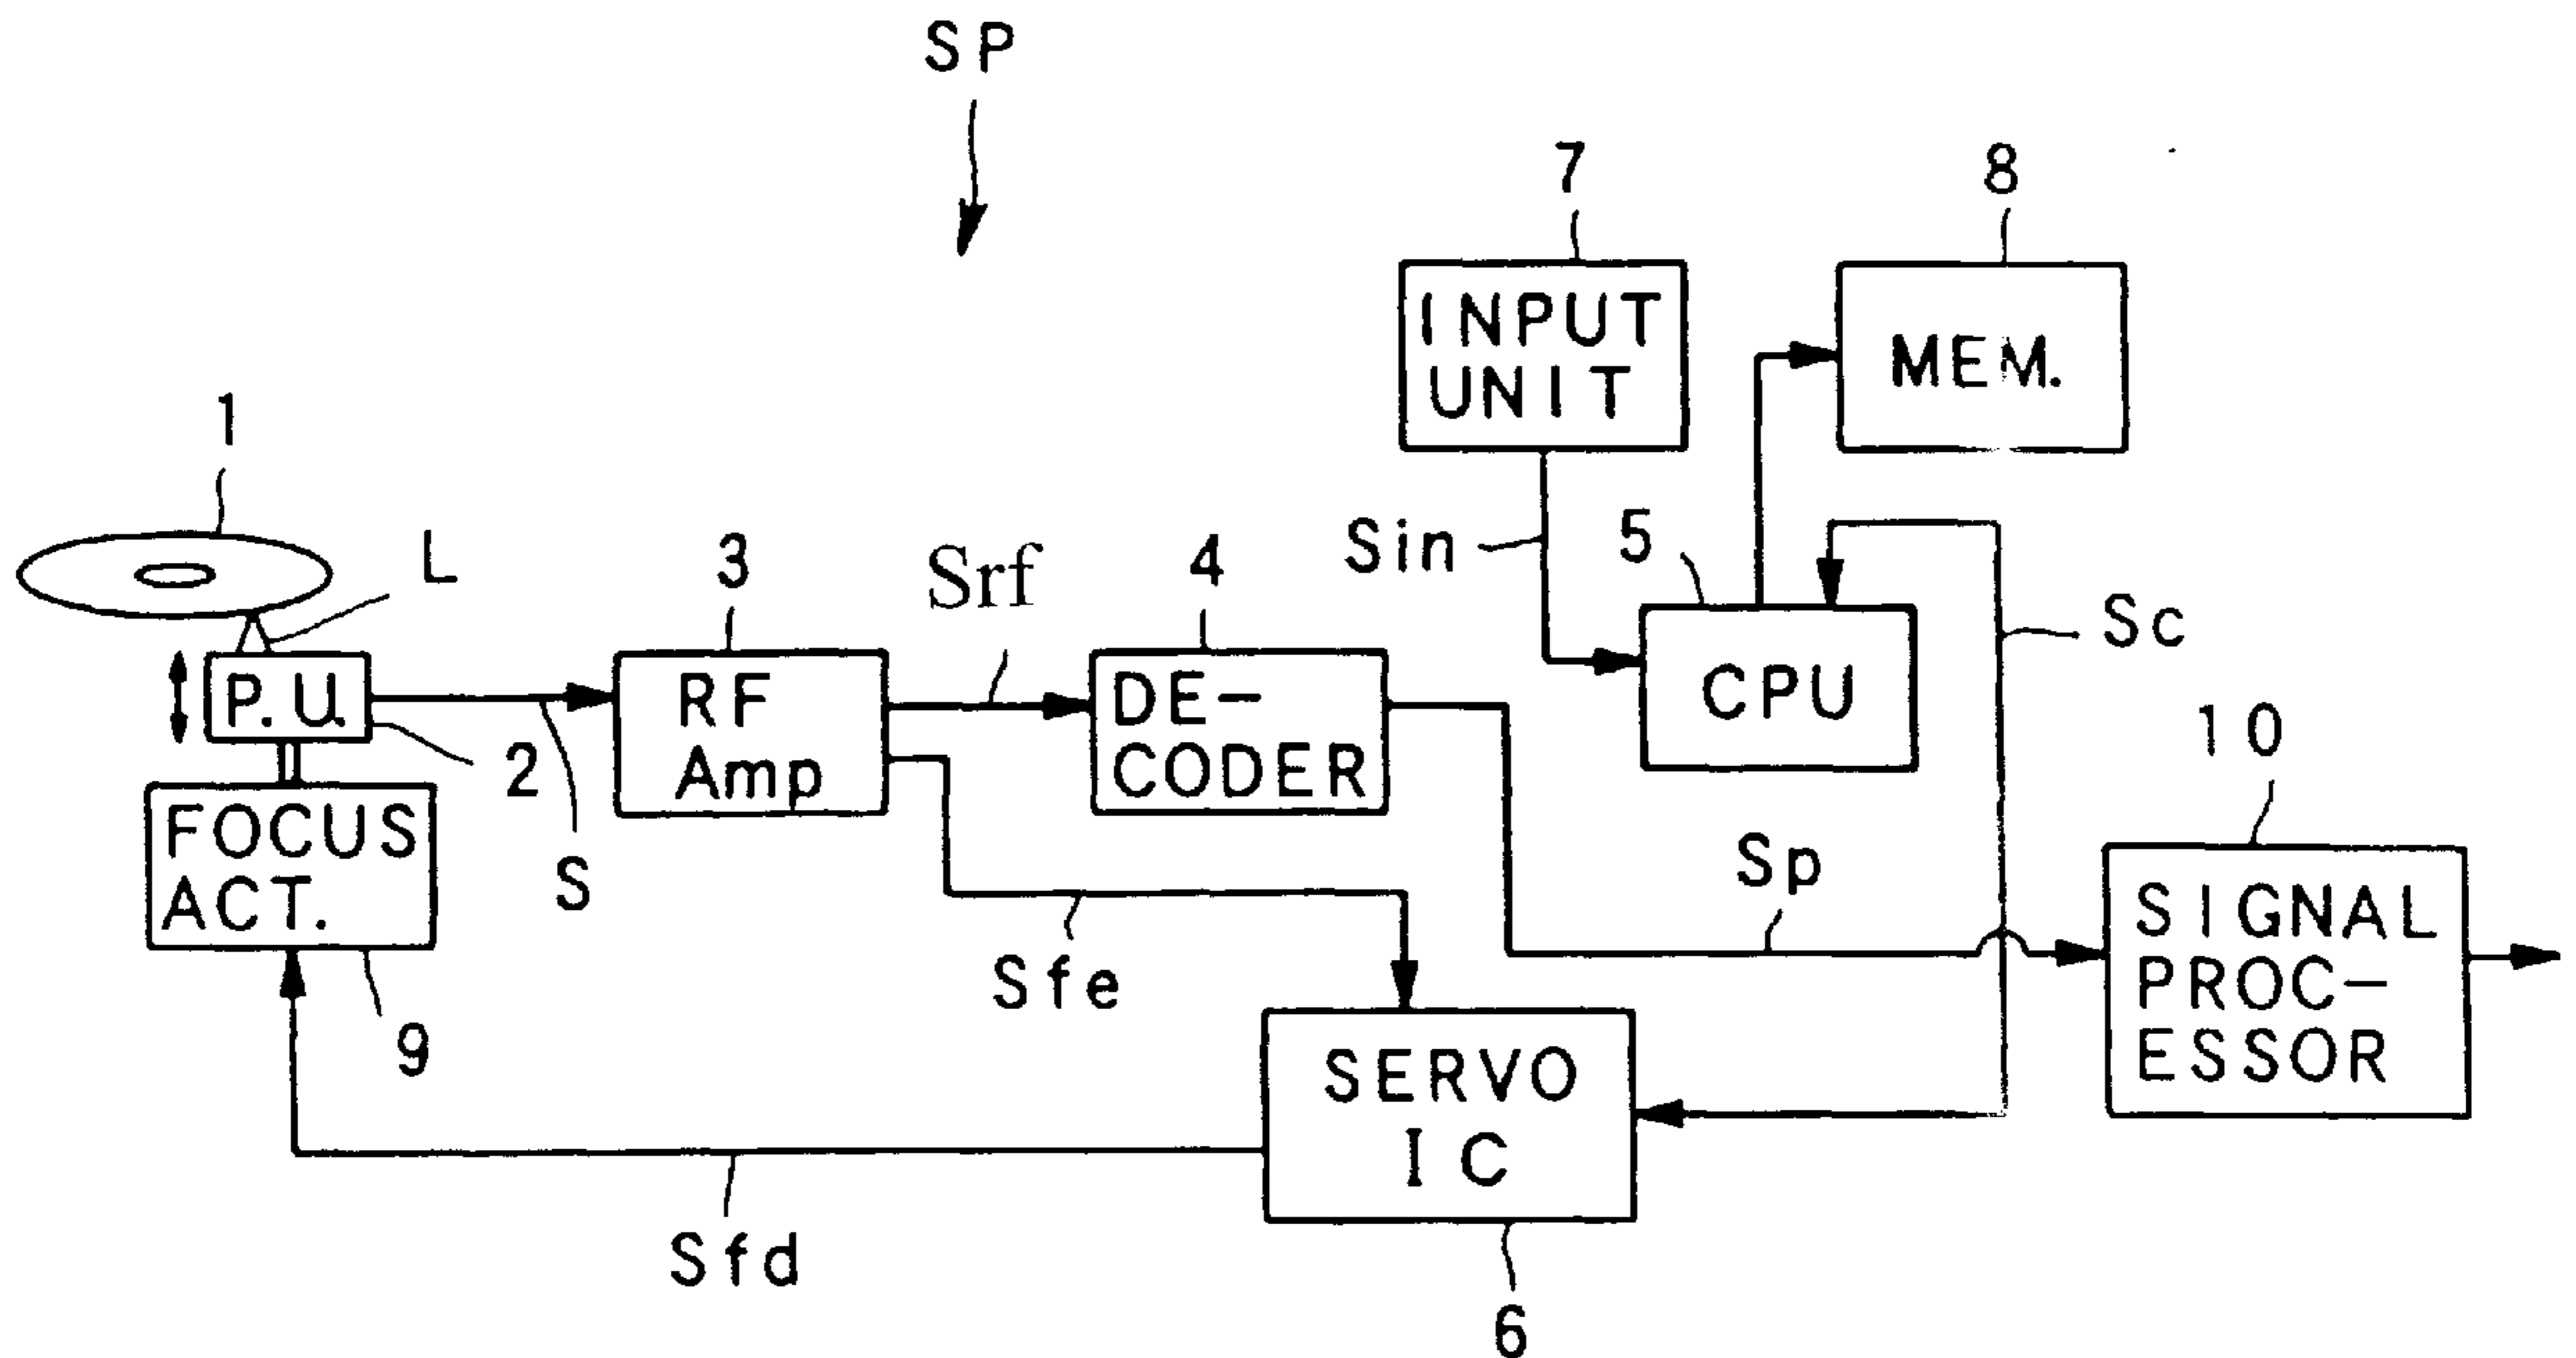 SP
7
8
INPUT
UNIT
MEM.
1
L
3
Srf
4
Sin
5
Sc
P.U.
RF
Amp
DE-
CODER
CPU
2
10
FOCUS
ACT.
S
Sp
SIGNAL
PROC-
ESSOR
Sfe
9
SERVO
IC
Sfd
6